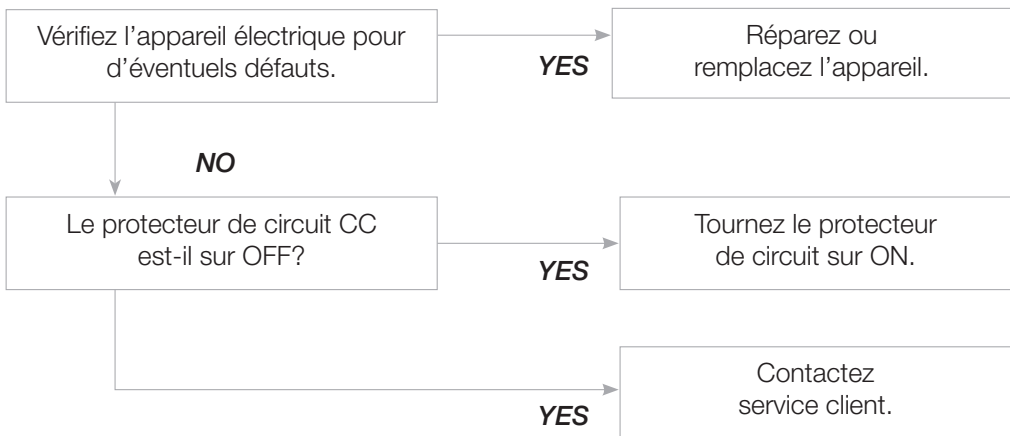 Vérifiez l’appareil électrique pour
d’éventuels défauts.
YES
Réparez ou
remplacez l’appareil.
NO
Le protecteur de circuit CC
est-il sur OFF?
YES
Tournez le protecteur
de circuit sur ON.
YES
Contactez
service client.